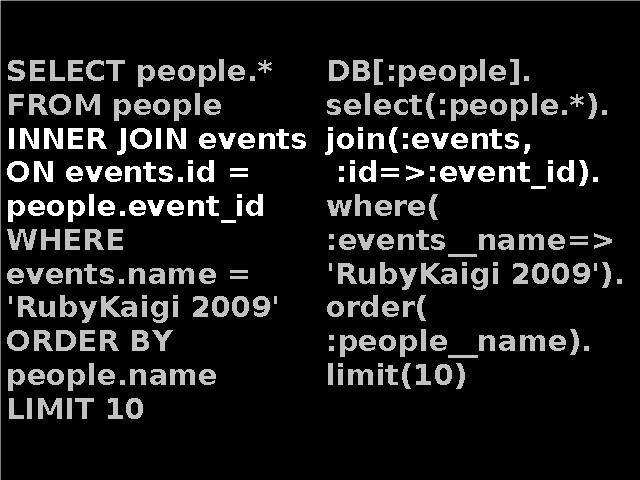 SELECT people.*
FROM people
INNER JOIN events
ON events.id =
people.event_id
WHERE
events.name =
'RubyKaigi 2009'
ORDER BY
people.name
LIMIT 10
DB[:people].
select(:people.*).
join(:events,
:id=>:event_id).
where(
:events__name=>
'RubyKaigi 2009').
order(
:people__name).
limit(10)